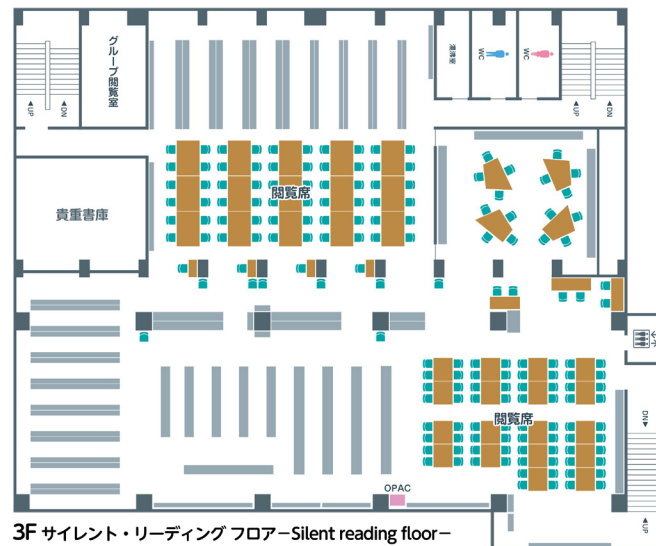 グループ閲覧室
湯沸室
WC
WC
UP
DN
UP
DN
閲覧席
貴重書庫
閲覧席
DN
UP
OPAC
3F サイレント・リーディング フロアーSilent reading floorー